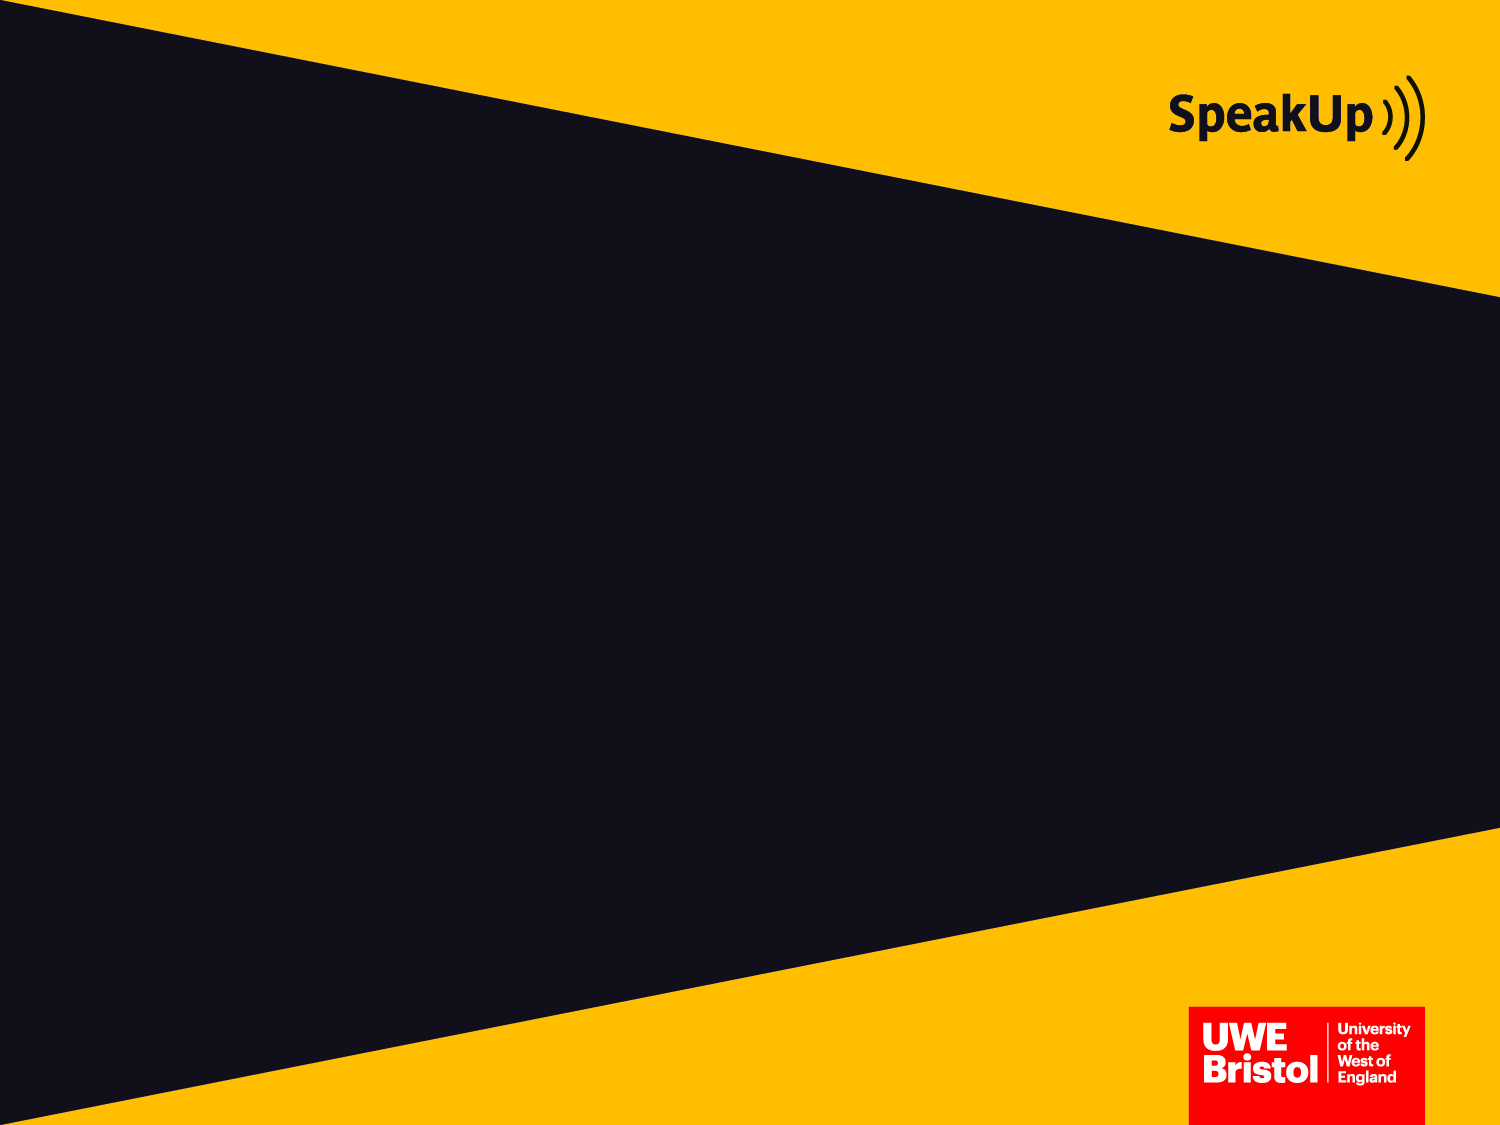 SpeakUp
UWE
Bristol
University
of the
West of
England